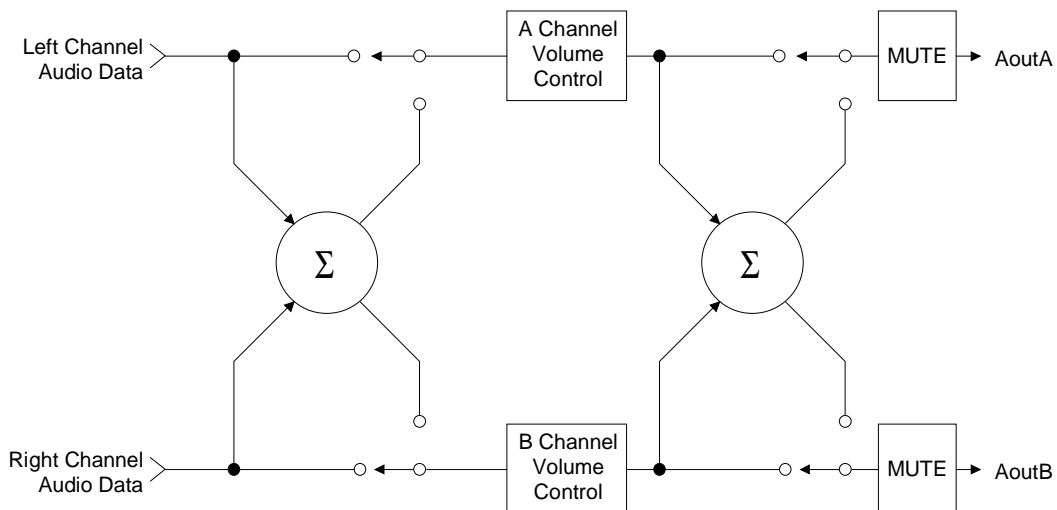 Left Channel
Audio Data
A Channel
Volume
Control
MUTE
AoutA
Σ
Σ
Right Channel
Audio Data
B Channel
Volume
Control
MUTE
AoutB